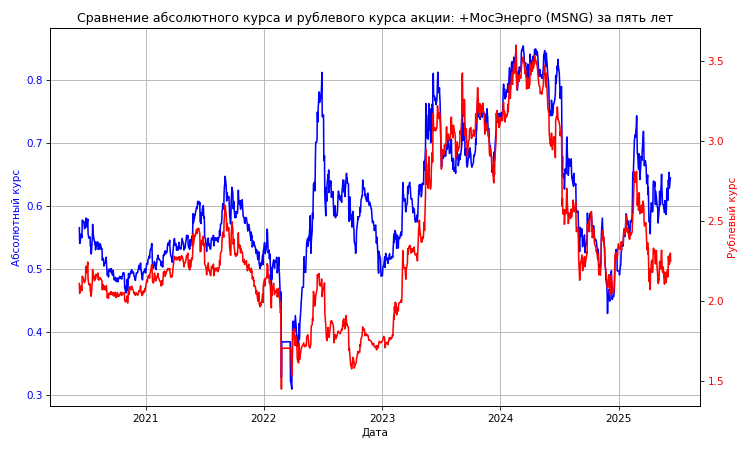 Сравнение абсолютного курса и рублевого курса акции: +МосЭнерго (MSNG) за пять лет
Абсолютный курс
0.8
0.7
0.6
0.5
0.4
0.3
3.5
3.0
2.5
2.0
1.5
Рублевый курс
2021 2022 2023 2024 2025
Дата